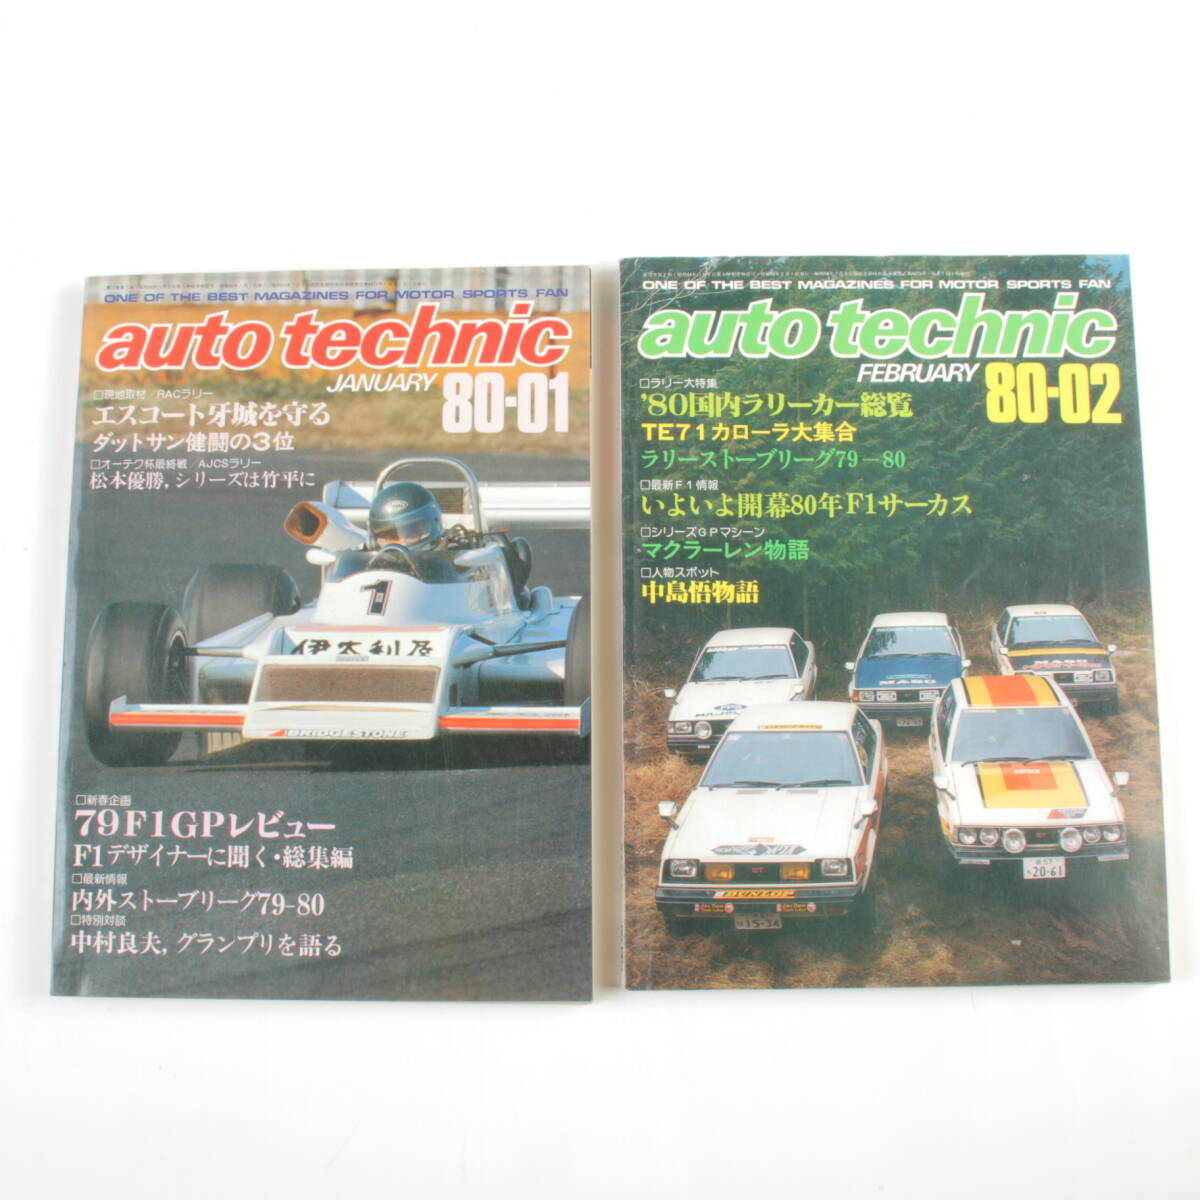 ONE OF THE BEST MAGAZINES FOR MOTOR SPORTS FAN
auto technic
JANUARY 80-01
□現地取材/RACラリー
エスコート牙城を守る
ダットサン健闘の3位
□オーテク杯最終戦/AJCSラリー
松本優勝,シリーズは竹平に
1
伊太利屋
BRIDGESTONE
□新春企画
79F1GPレビュー
F1デザイナーに聞く・総集編
□最新情報
内外ストーブリーグ79-80
□特別対談
中村良夫,グランプリを語る
ONE OF THE BEST MAGAZINES FOR MOTOR SPORTS FAN
auto technic
FEBRUARY 80-02
□ラリー大特集
'80国内ラリーカー総覧
TE71カローラ大集合
ラリーストーブリーグ79-80
□最新F1情報
いよいよ開幕80年F1サーカス
□シリーズGPマシーン
マクラーレン物語
□人物スポット
中島悟物語
DUNLOP
GT
DUNLOP
15-34
GT
20-61